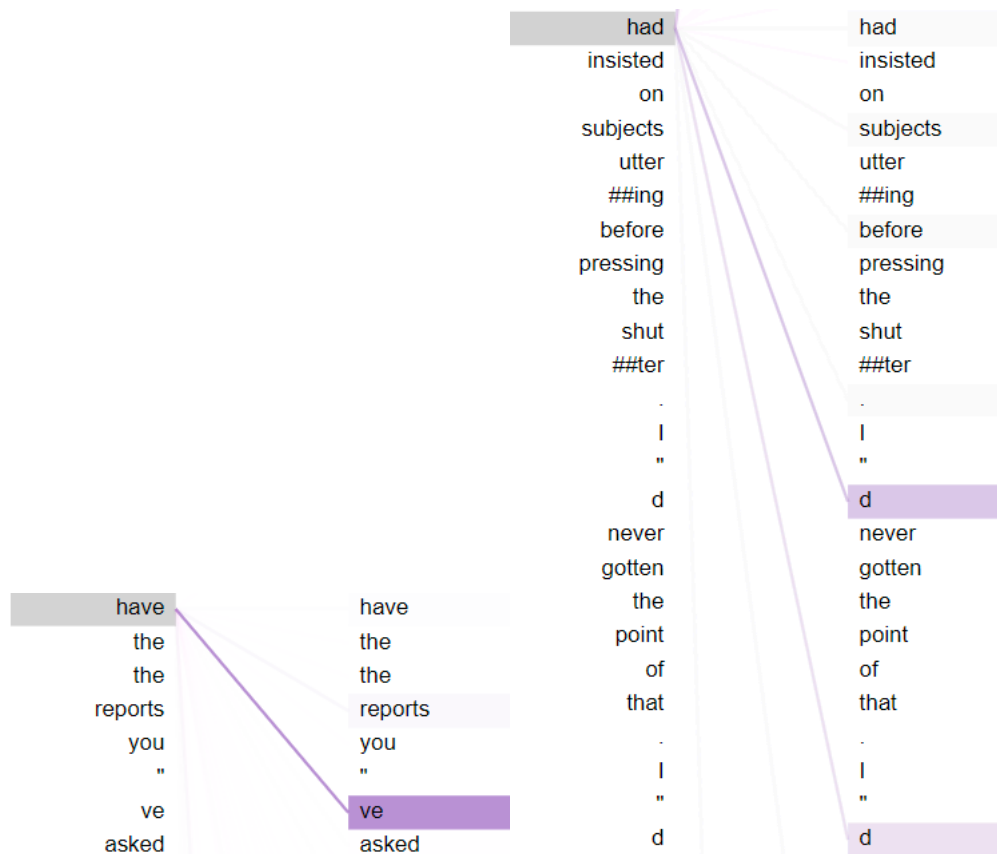 had had
insisted insisted
on on
subjects subjects
utter utter
##ing ##ing
before before
pressing pressing
the the
shut shut
##ter ##ter
. .
I I
" "
d d
never never
gotten gotten
have have the the
the the point point
the the of of
reports reports that that
you you . .
" " I I
ve ve " "
asked asked d d